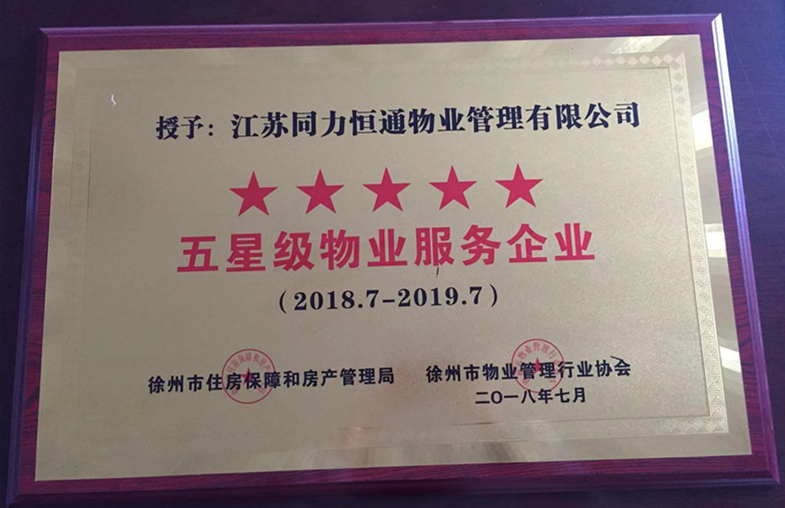 授予：江苏同力恒通物业管理有限公司
★★★★★
五星级物业服务企业
（2018.7-2019.7）
徐州市住房保障和房产管理局 徐州市物业管理行业协会
二〇一八年七月